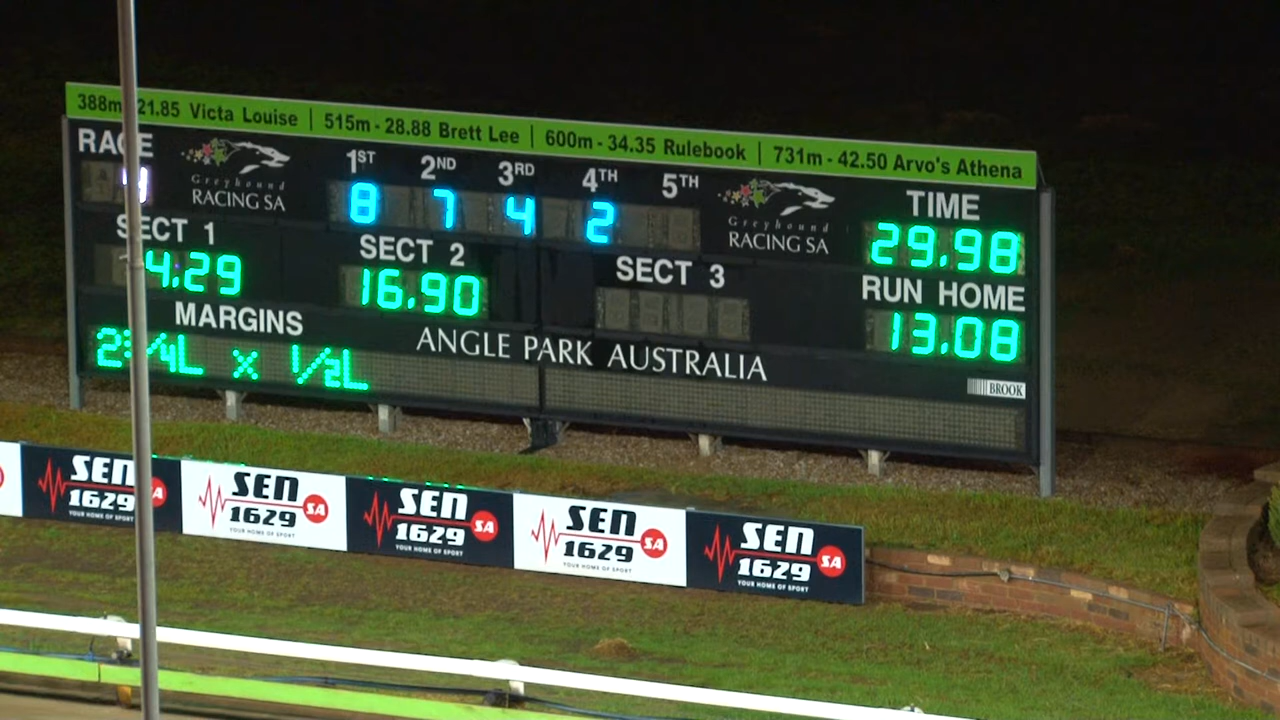 388m 21.85 Victa Louise | 515m - 28.88 Brett Lee | 600m - 34.35 Rulebook | 731m - 42.50 Arvo's Athena
RACE
4
Greyhound
RACING SA
1ST 2ND 3RD 4TH 5TH
8 7 4 2
Greyhound
RACING SA
TIME
29.98
SECT 1
4.29
SECT 2
16.90
SECT 3
RUN HOME
13.08
MARGINS
2 3/4L x 1/2L
ANGLE PARK AUSTRALIA
BROOK
SEN
1629
YOUR HOME OF SPORT
SEN
1629 SA
YOUR HOME OF SPORT
SEN
1629 SA
YOUR HOME OF SPORT
SEN
1629 SA
YOUR HOME OF SPORT
SEN
1629 SA
YOUR HOME OF SPORT